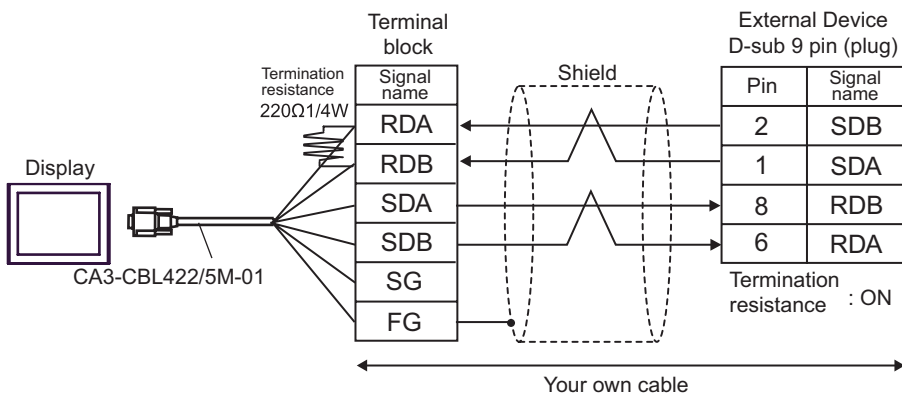 Terminal
block
External Device
D-sub 9 pin (plug)
Termination
resistance
220Ω1/4W
Signal
name
Shield
Pin
Signal
name
RDA
2
SDB
RDB
1
SDA
Display
SDA
8
RDB
SDB
6
RDA
CA3-CBL422/5M-01
SG
Termination
resistance : ON
FG
Your own cable